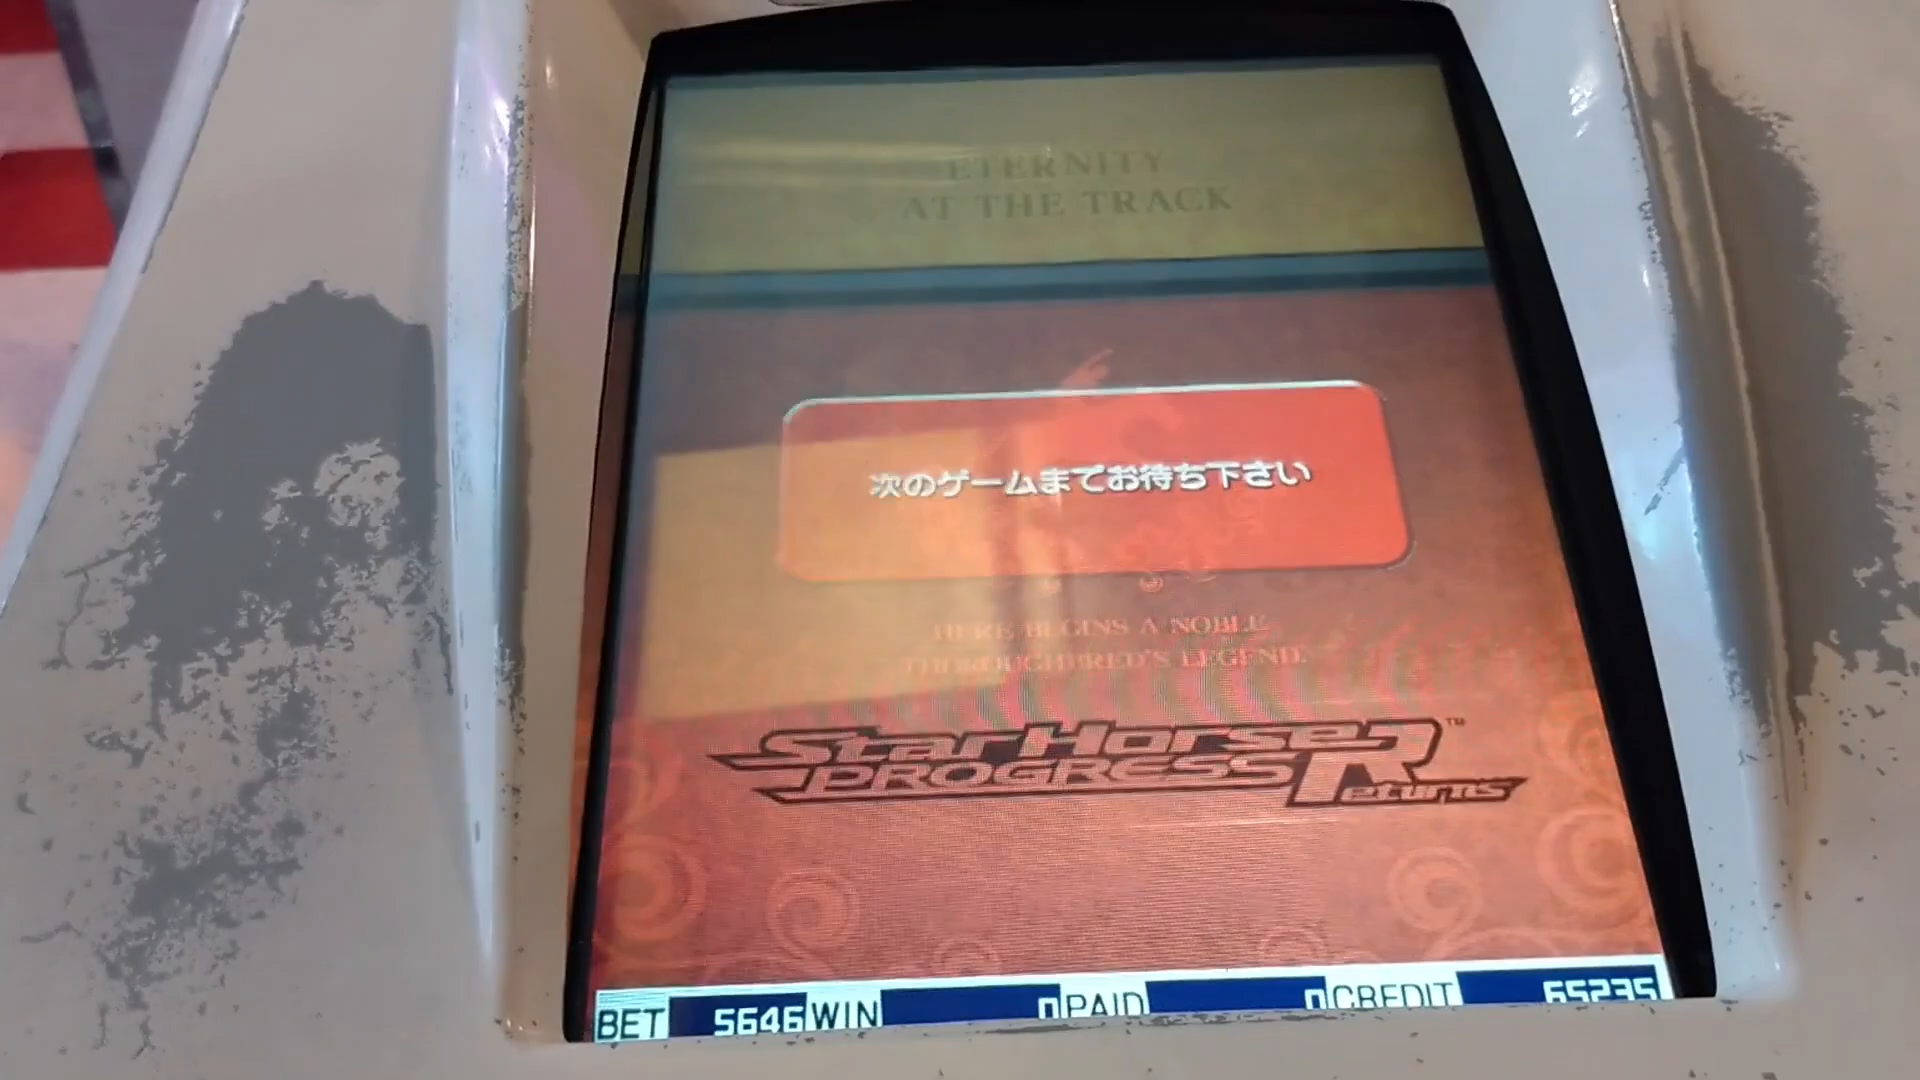 ETERNITY
AT THE TRACK
次のゲームまでお待ち下さい
HERE BEGINS A NOBLE
THOROUGHBRED'S LEGEND.
StarHorse
PROGRESS Returns™
BET 5646 WIN 0 PAID 0 CREDIT 65235